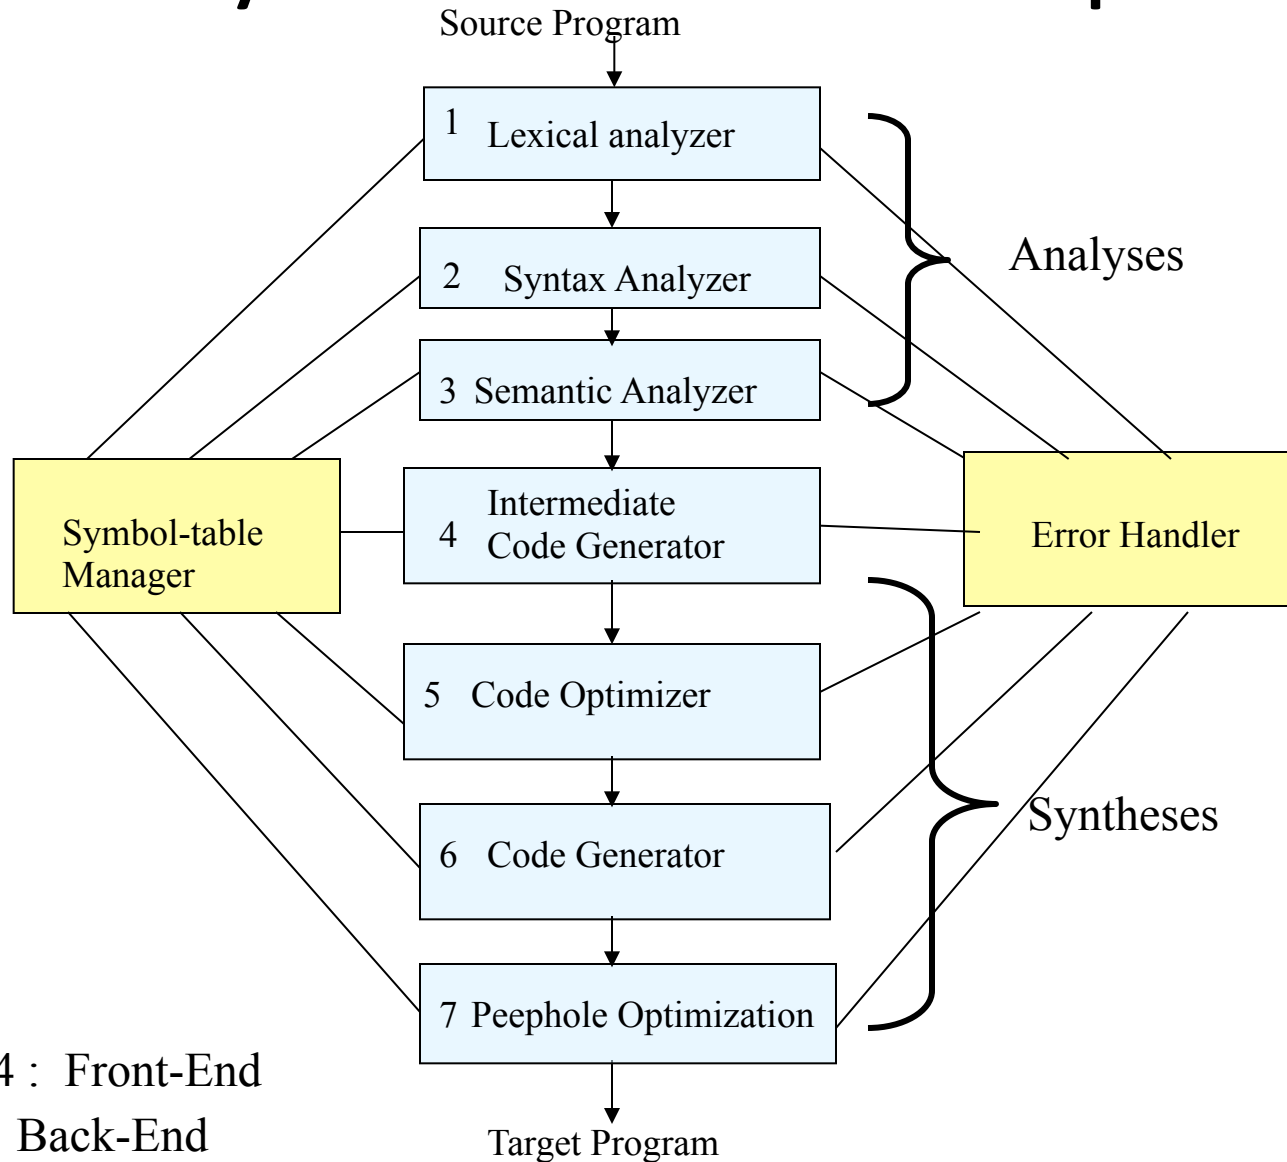 Source Program
1 Lexical analyzer
Analyses
2 Syntax Analyzer
3 Semantic Analyzer
Symbol-table
Manager
4 Intermediate
Code Generator
Error Handler
5 Code Optimizer
Syntheses
6 Code Generator
7 Peephole Optimization
4 : Front-End
Back-End
Target Program